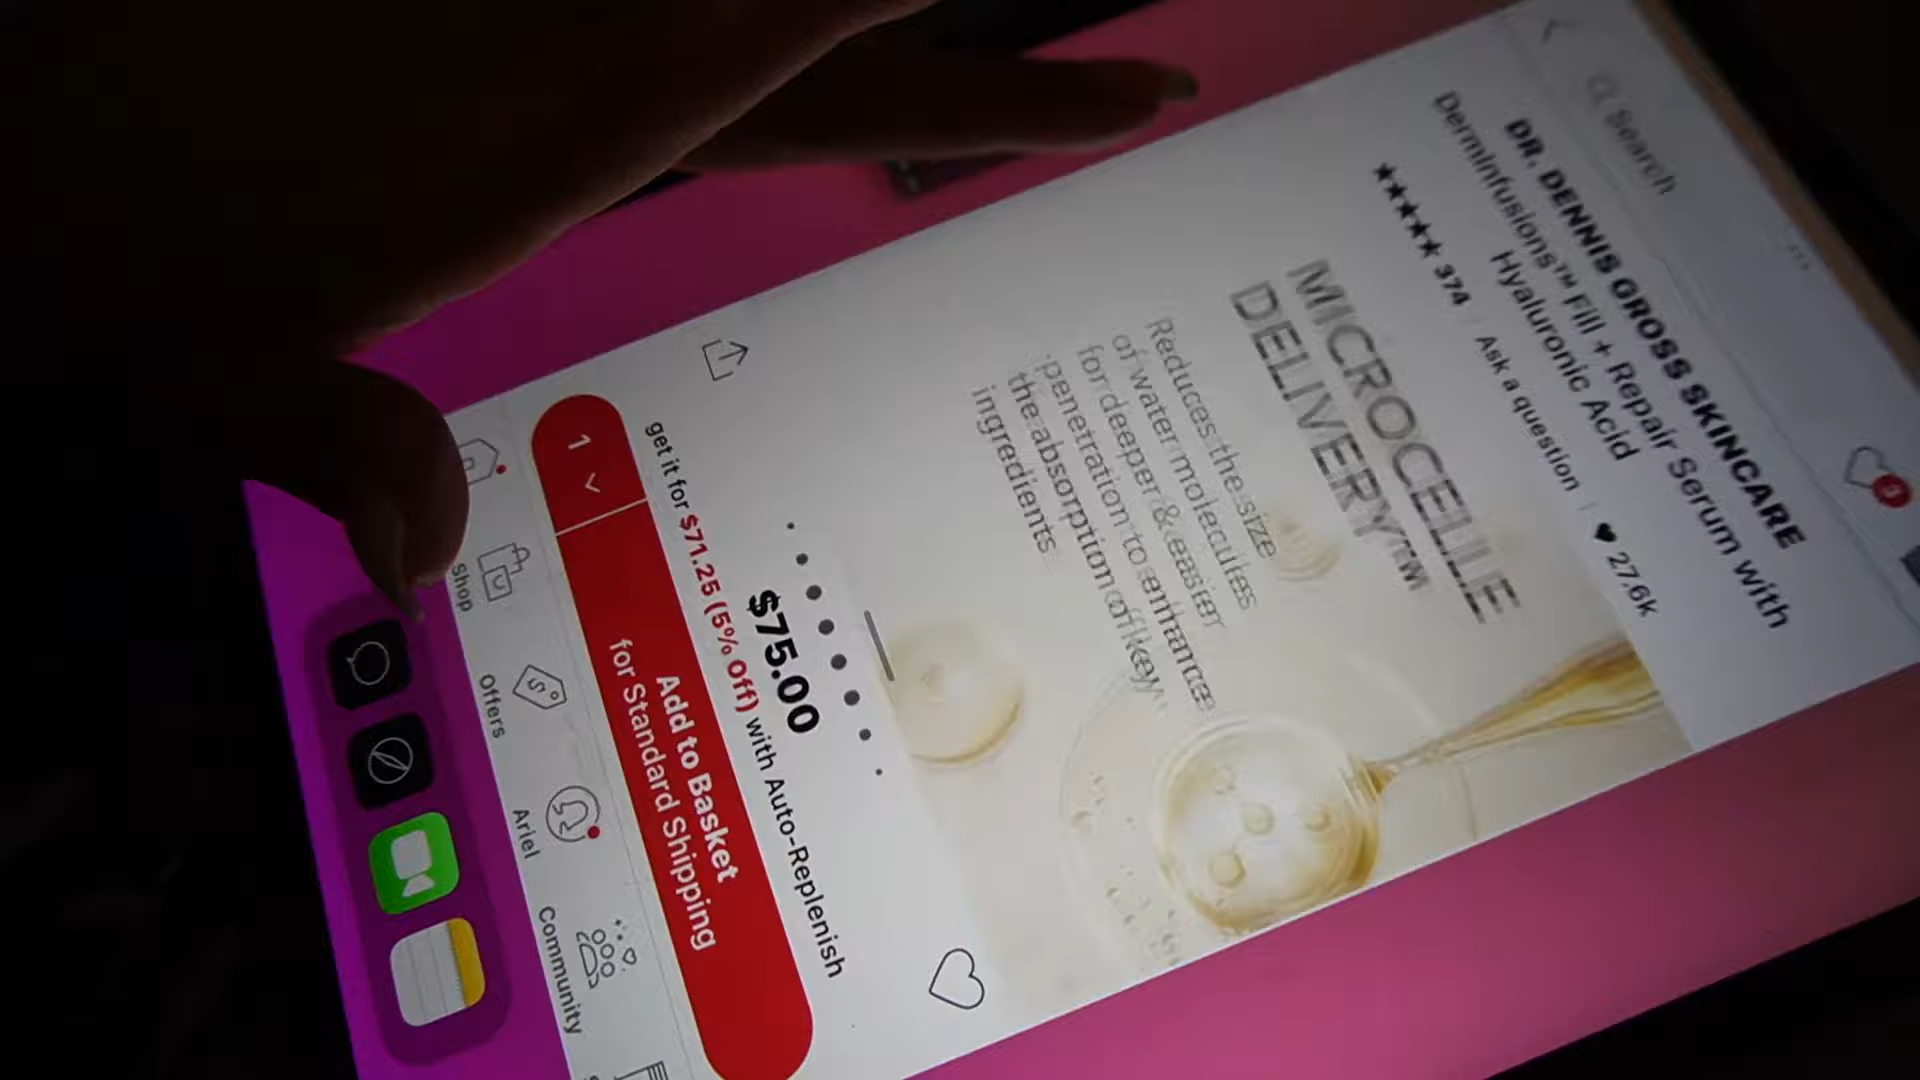 Search
3
DR. DENNIS GROSS SKINCARE
DermInfusions™ Fill + Repair Serum with
Hyaluronic Acid
★★★★★ 374 | Ask a question | ♥ 27.6K
MICROCELLE
DELIVERY™
Reduces the size
of water molecules
for deeper & easier
penetration to enhance
the absorption of key
ingredients
$75.00
get it for $71.25 (5% Off) with Auto-Replenish
1
Add to Basket
for Standard Shipping
Shop
Offers
Ariel
Community